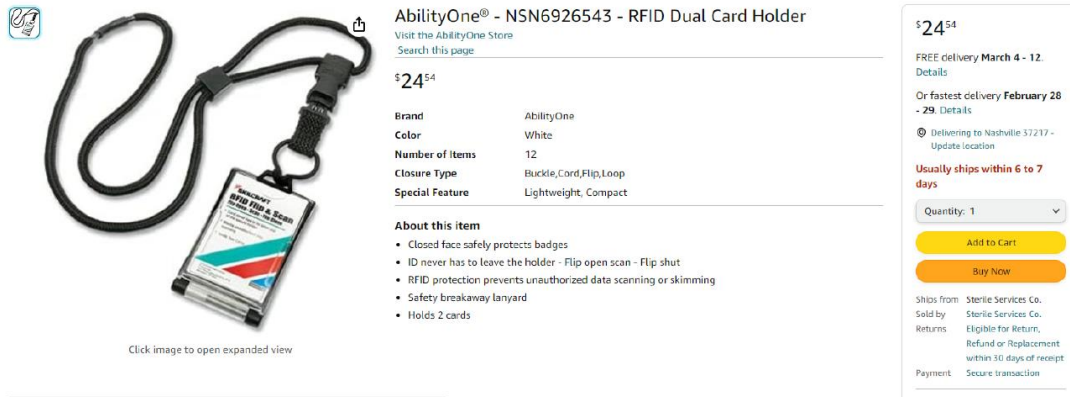 AbilityOne® - NSN6926543 - RFID Dual Card Holder
Visit the AbilityOne Store
Search this page
$24.54
Brand AbilityOne
Color White
Number of Items 12
Closure Type Buckle,Cord,Flip,Loop
Special Feature Lightweight, Compact
About this item
• Closed face safely protects badges
• ID never has to leave the holder - Flip open scan - Flip shut
• RFID protection prevents unauthorized data scanning or skimming
• Safety breakaway lanyard
• Holds 2 cards
SKILCRAFT
RFID Flip & Scan
Click image to open expanded view
$24.54
FREE delivery March 4 - 12.
Details
Or fastest delivery February 28
- 29. Details
Delivering to Nashville 37217 -
Update location
Usually ships within 6 to 7
days
Quantity: 1
Add to Cart
Buy Now
Ships from Sterile Services Co.
Sold by Sterile Services Co.
Returns Eligible for Return,
Refund or Replacement
within 30 days of receipt
Payment Secure transaction